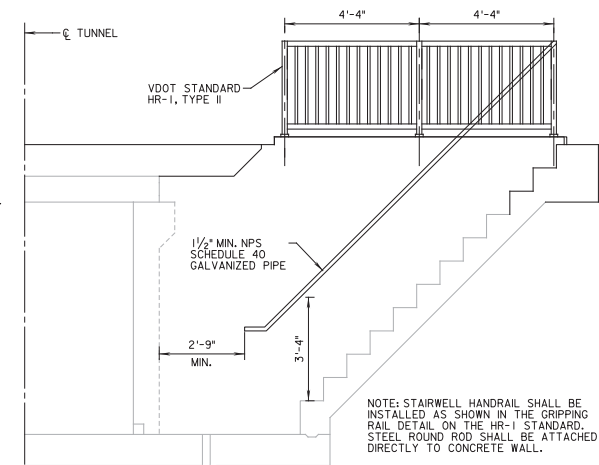 4'-4" 4'-4"
℄ TUNNEL
VDOT STANDARD
HR-I, TYPE II
1 1/2" MIN. NPS
SCHEDULE 40
GALVANIZED PIPE
2'-9"
MIN.
3'-4"
NOTE: STAIRWELL HANDRAIL SHALL BE
INSTALLED AS SHOWN IN THE GRIPPING
RAIL DETAIL ON THE HR-I STANDARD.
STEEL ROUND ROD SHALL BE ATTACHED
DIRECTLY TO CONCRETE WALL.